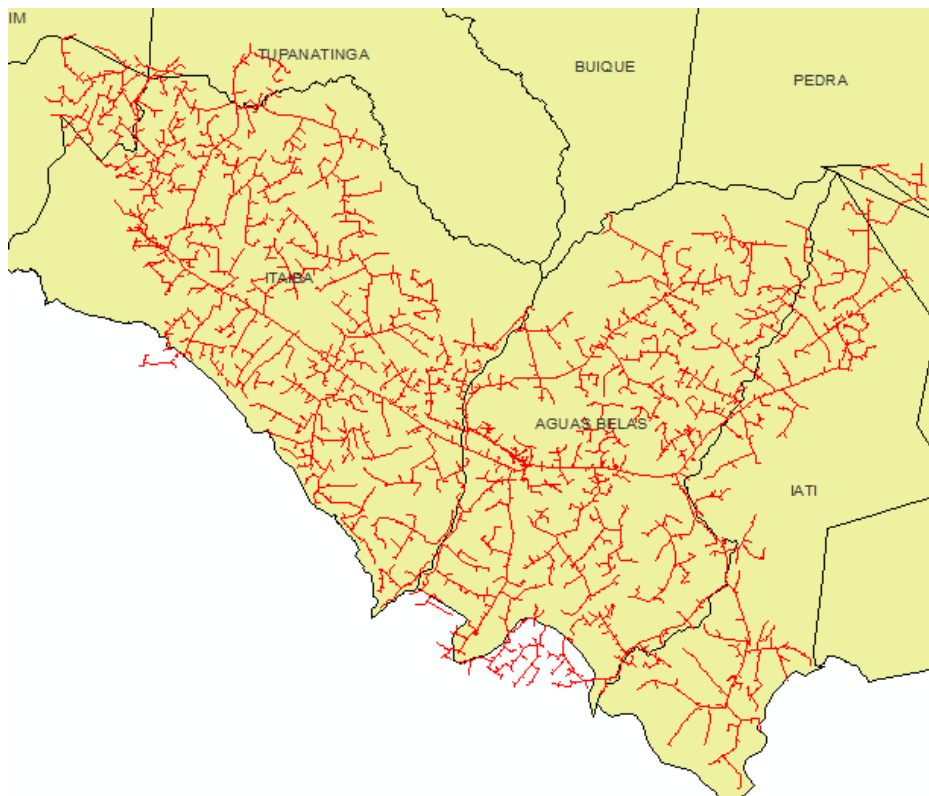 IM
TUPANATINGA
BUIQUE
PEDRA
ITAIBA
AGUAS BELAS
IATI